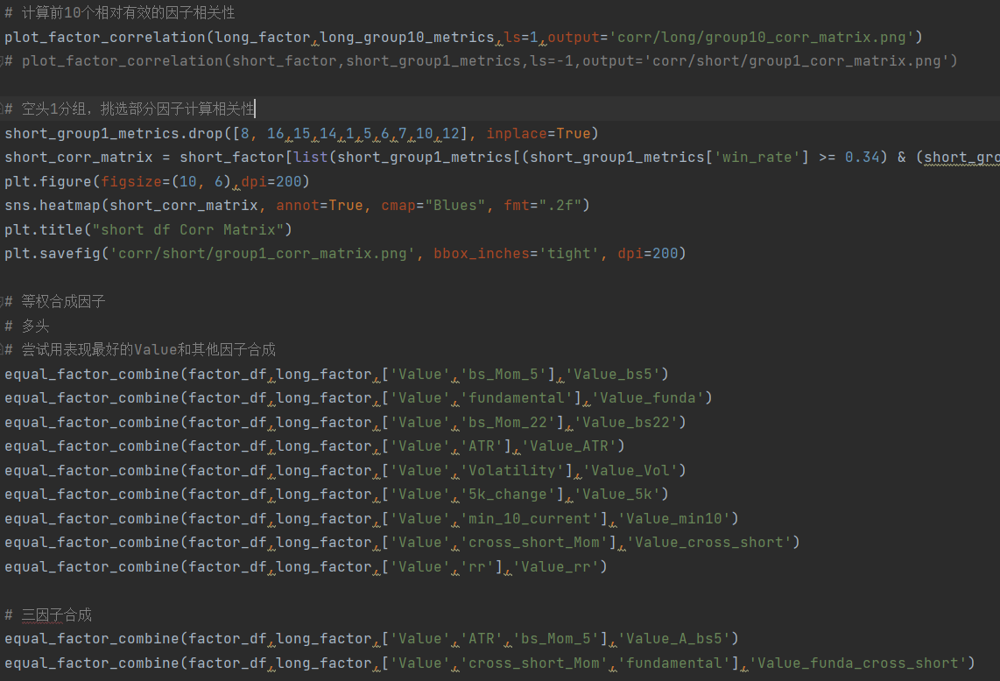 # 计算前10个相对有效的因子相关性
plot_factor_correlation(long_factor,long_group10_metrics,ls=1,output='corr/long/group10_corr_matrix.png')
# plot_factor_correlation(short_factor,short_group1_metrics,ls=-1,output='corr/short/group1_corr_matrix.png')
# 空头1分组，挑选部分因子计算相关性
short_group1_metrics.drop([8, 16,15,14,1,5,6,7,10,12], inplace=True)
short_corr_matrix = short_factor[list(short_group1_metrics[(short_group1_metrics['win_rate'] >= 0.34) & (short_gro
plt.figure(figsize=(10, 6),dpi=200)
sns.heatmap(short_corr_matrix, annot=True, cmap="Blues", fmt=".2f")
plt.title("short df Corr Matrix")
plt.savefig('corr/short/group1_corr_matrix.png', bbox_inches='tight', dpi=200)
# 等权合成因子
# 多头
# 尝试用表现最好的Value和其他因子合成
equal_factor_combine(factor_df,long_factor,['Value','bs_Mom_5'],'Value_bs5')
equal_factor_combine(factor_df,long_factor,['Value','fundamental'],'Value_funda')
equal_factor_combine(factor_df,long_factor,['Value','bs_Mom_22'],'Value_bs22')
equal_factor_combine(factor_df,long_factor,['Value','ATR'],'Value_ATR')
equal_factor_combine(factor_df,long_factor,['Value','Volatility'],'Value_Vol')
equal_factor_combine(factor_df,long_factor,['Value','5k_change'],'Value_5k')
equal_factor_combine(factor_df,long_factor,['Value','min_10_current'],'Value_min10')
equal_factor_combine(factor_df,long_factor,['Value','cross_short_Mom'],'Value_cross_short')
equal_factor_combine(factor_df,long_factor,['Value','rr'],'Value_rr')
# 三因子合成
equal_factor_combine(factor_df,long_factor,['Value','ATR','bs_Mom_5'],'Value_A_bs5')
equal_factor_combine(factor_df,long_factor,['Value','cross_short_Mom','fundamental'],'Value_funda_cross_short')